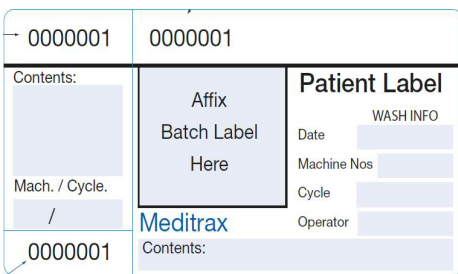 0000001
0000001
Contents:
Mach. / Cycle.
/
0000001
Affix
Batch Label
Here
Meditrax
Contents:
Patient Label
WASH INFO
Date
Machine Nos
Cycle
Operator